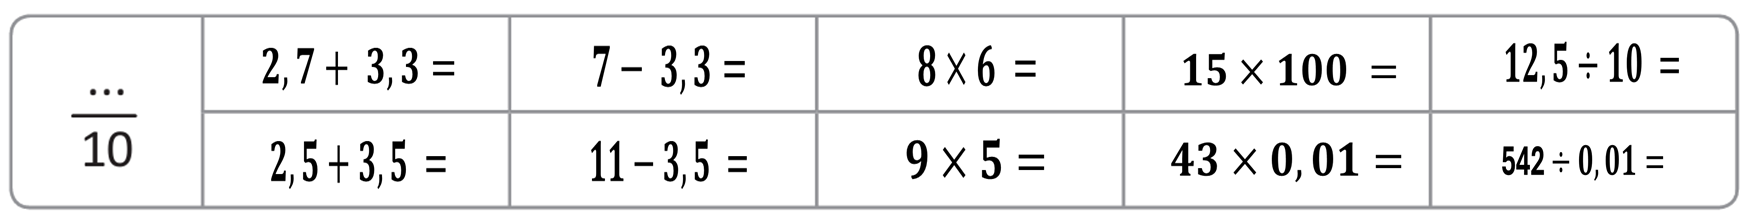 2,7 + 3,3 =
7 − 3,3 =
8 × 6 =
15 × 100 =
12,5 ÷ 10 =
...
10
2,5 + 3,5 =
11 − 3,5 =
9 × 5 =
43 × 0,01 =
542 ÷ 0,01 =